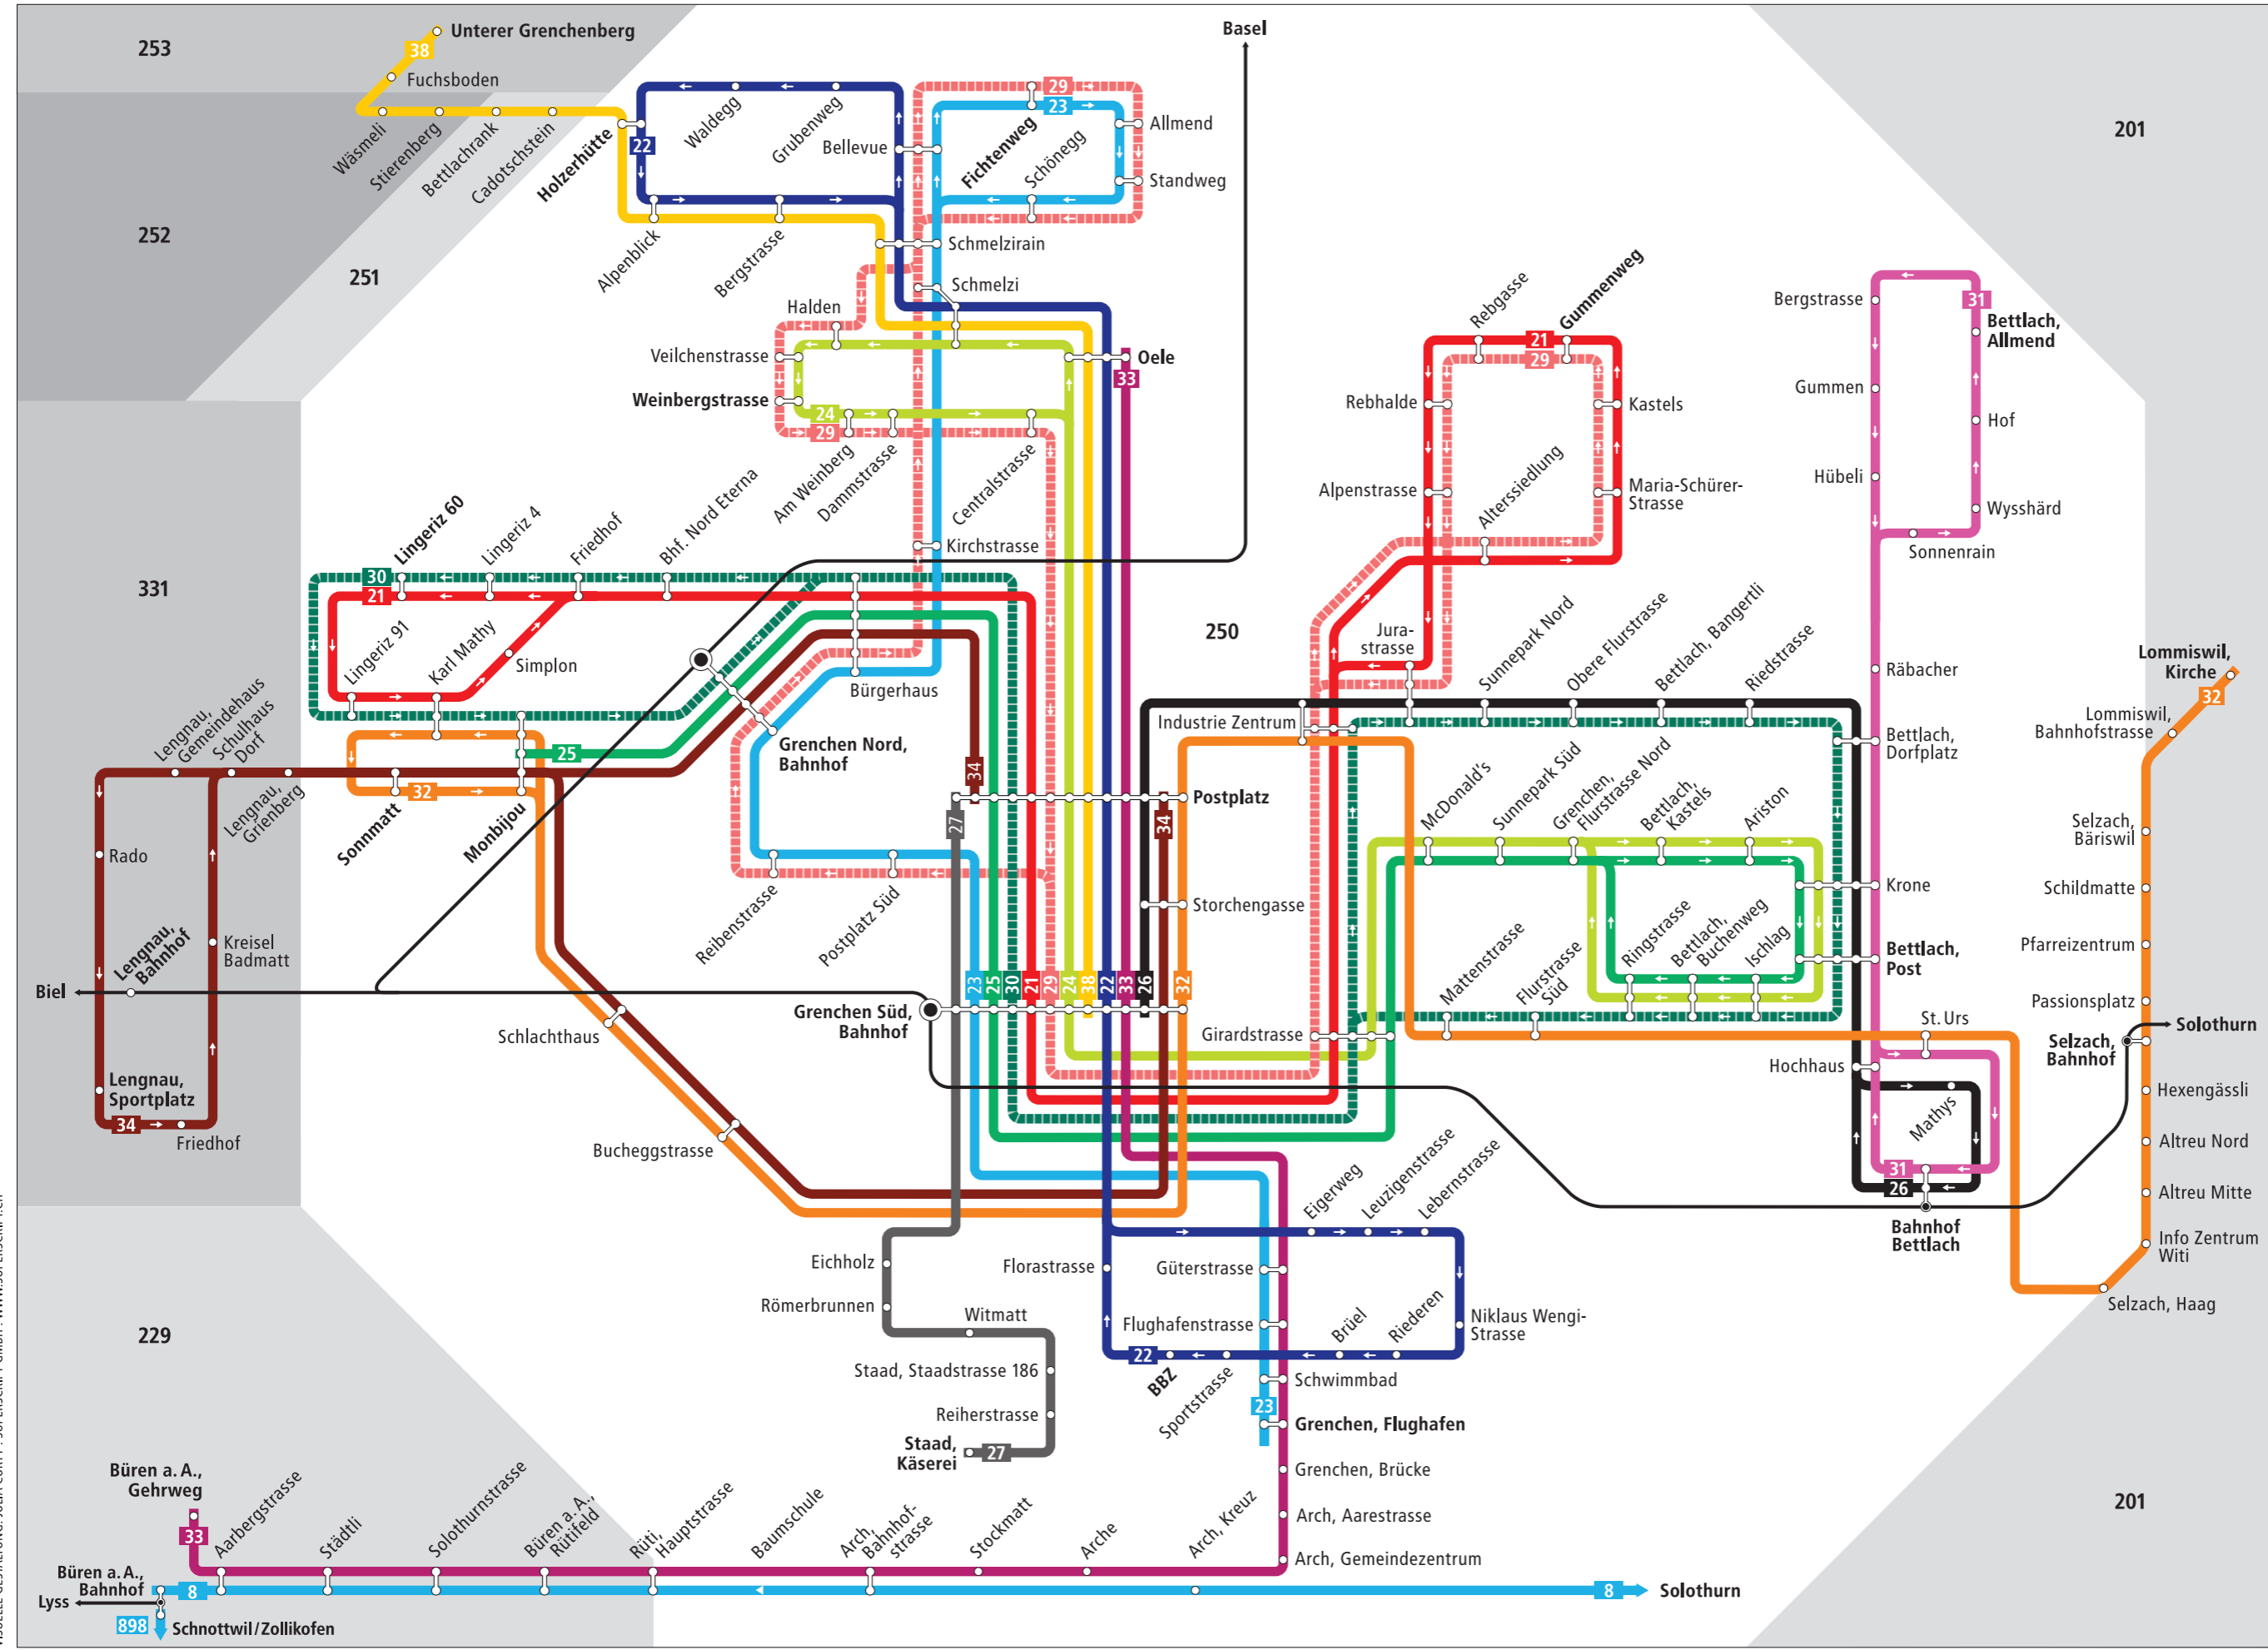 253
252
251
331
229
250
201
201
Unterer Grenchenberg
38
Fuchsboden
Wäsmeli
Stierenberg
Bettlachrank
Cadotschstein
Holzerhütte
22
Waldegg
Grubenweg
Bellevue
Alpenblick
Bergstrasse
Basel
29
23
Fichtenweg
Schönegg
Allmend
Standweg
Schmelzirain
Schmelzi
Halden
Veilchenstrasse
Weinbergstrasse
24
29
Am Weinberg
Dammstrasse
Centralstrasse
Oele
33
Kirchstrasse
Rebgasse
Gummenweg
21
29
Rebhalde
Kastels
Alpenstrasse
Alterssiedlung
Maria-Schürer-
Strasse
Jura-
strasse
Bergstrasse
31
Bettlach,
Allmend
Gummen
Hof
Hübeli
Wysshärd
Sonnenrain
Räbacher
Bettlach,
Dorfplatz
Krone
Bettlach,
Post
Lingeriz 60
Lingeriz 4
Friedhof
Bhf. Nord Eterna
30
21
Lingeriz 91
Karl Mathy
Simplon
25
Bürgerhaus
Grenchen Nord,
Bahnhof
Lengnau,
Gemeindehaus
Schulhaus
Dorf
Lengnau,
Grienberg
32
Sonmatt
Monbijou
Rado
Lengnau,
Bahnhof
Kreisel
Badmatt
Biel
Lengnau,
Sportplatz
34
Friedhof
34
27
Postplatz
34
Reibenstrasse
Postplatz Süd
Storchengasse
23
25
30
21
29
24
38
22
33
26
32
Grenchen Süd,
Bahnhof
Schlachthaus
Bucheggstrasse
Industrie Zentrum
Sunnepark Nord
Obere Flurstrasse
Bettlach, Bangertli
Riedstrasse
McDonald's
Sunnepark Süd
Grenchen,
Flurstrasse Nord
Bettlach,
Kastels
Ariston
Mattenstrasse
Flurstrasse
Süd
Ringstrasse
Bettlach,
Buchenweg
Ischlag
Girardstrasse
St. Urs
Hochhaus
Mathys
31
26
Bahnhof
Bettlach
Lommiswil,
Kirche
32
Lommiswil,
Bahnhofstrasse
Selzach,
Bäriswil
Schildmatte
Pfarreizentrum
Passionsplatz
Solothurn
Selzach,
Bahnhof
Hexengässli
Altreu Nord
Altreu Mitte
Info Zentrum
Witi
Selzach, Haag
Eichholz
Römerbrunnen
Witmatt
Staad, Staadstrasse 186
Reiherstrasse
Staad,
Käserei
27
Florastrasse
Eigerweg
Leuzigenstrasse
Lebernstrasse
Güterstrasse
Flughafenstrasse
Brüel
Riederen
Niklaus Wengi-
Strasse
22
BBZ
Sportstrasse
Schwimmbad
23
Grenchen, Flughafen
Grenchen, Brücke
Arch, Aarestrasse
Arch, Gemeindezentrum
Büren a. A.,
Gehrweg
33
Aarbergstrasse
Städtli
Solothurnstrasse
Büren a. A.,
Rütifeld
Rüti,
Hauptstrasse
Baumschule
Arch,
Bahnhof-
strasse
Stockmatt
Arche
Arch, Kreuz
Büren a. A.,
Bahnhof
8
8
Solothurn
Lyss
898
Schnottwil/Zollikofen